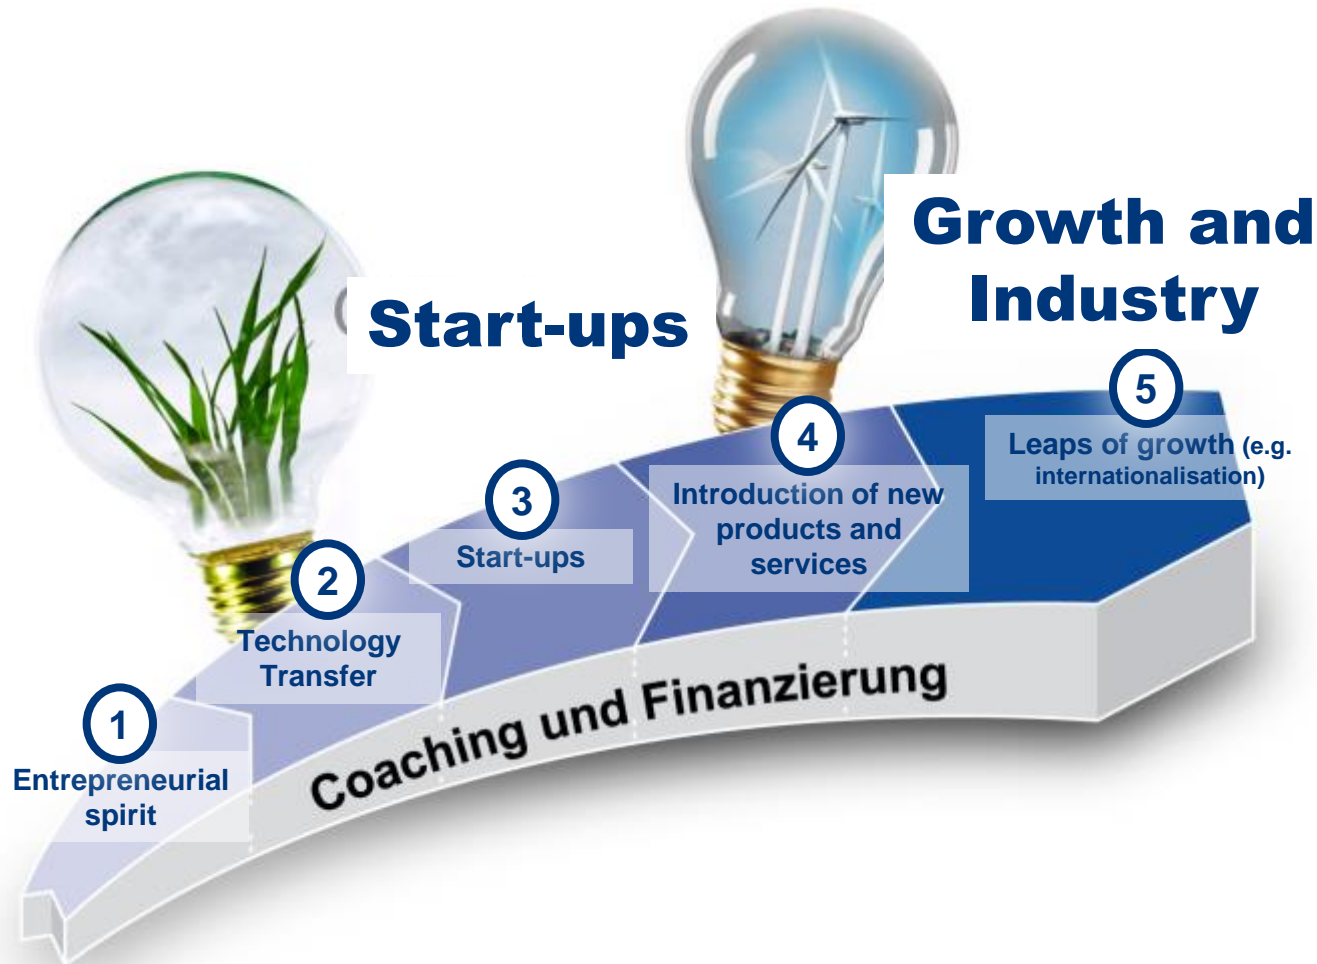 Start-ups
Growth and
Industry
1
Entrepreneurial
spirit
2
Technology
Transfer
3
Start-ups
4
Introduction of new
products and
services
5
Leaps of growth (e.g.
internationalisation)
Coaching und Finanzierung